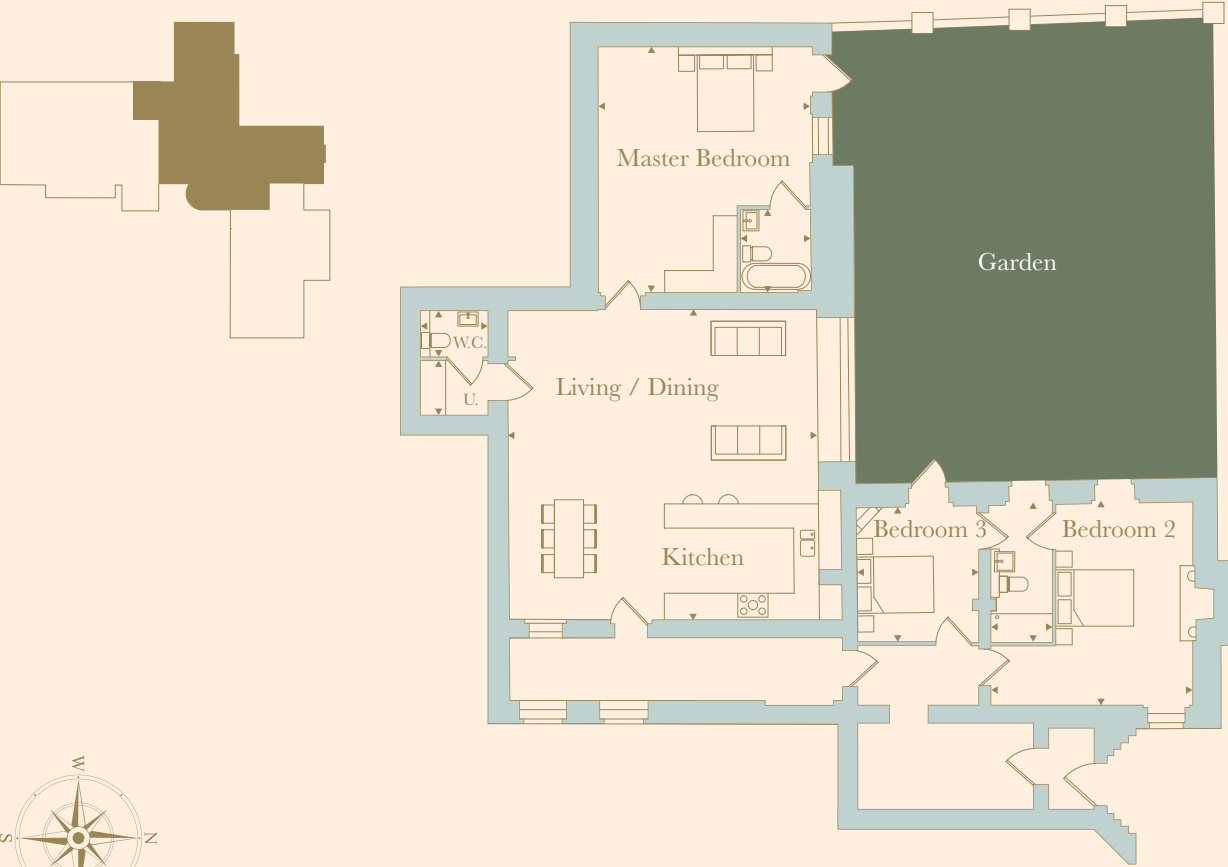 Master Bedroom
Garden
W.C.
Living / Dining
U.
Bedroom 3
Bedroom 2
Kitchen
W
S
N